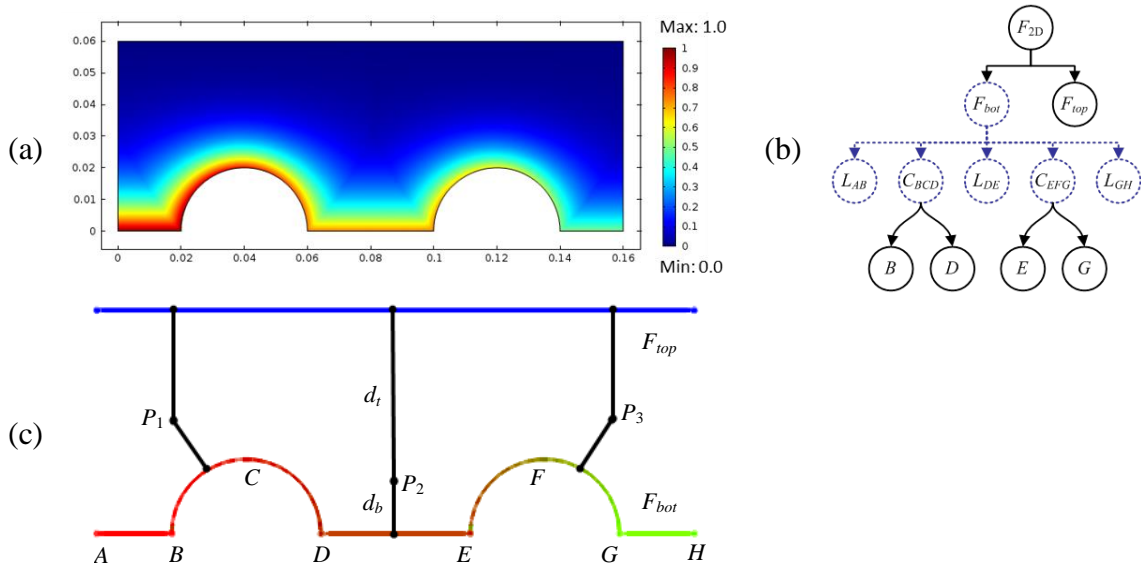 (a)
Max: 1.0
0.06
0.05
0.04
0.03
0.02
0.01
0
0 0.02 0.04 0.06 0.08 0.1 0.12 0.14 0.16
1
0.9
0.8
0.7
0.6
0.5
0.4
0.3
0.2
0.1
0
Min: 0.0
(b)
F2D
Fbot Ftop
LAB CBCD LDE CEFG LGH
B D E G
(c)
Ftop
dt
P1 P3
P2
C F
db Fbot
A B D E G H